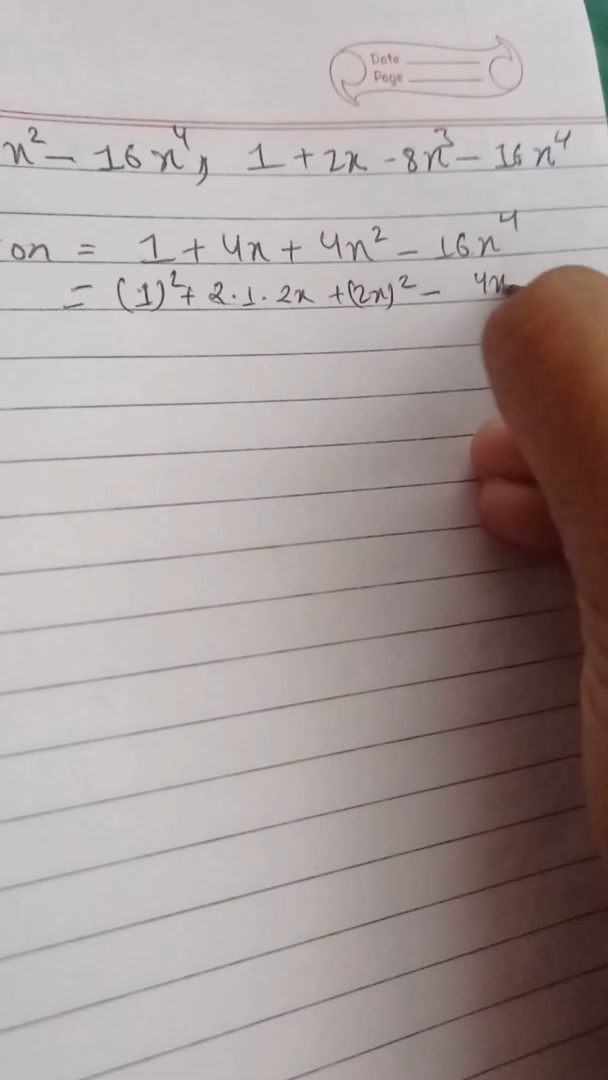 Date
Page
x² - 16x⁴, 1 + 2x - 8x³ - 16x⁴
on = 1 + 4x + 4x² - 16x⁴
= (1)² + 2·1·2x + (2x)² - 4x